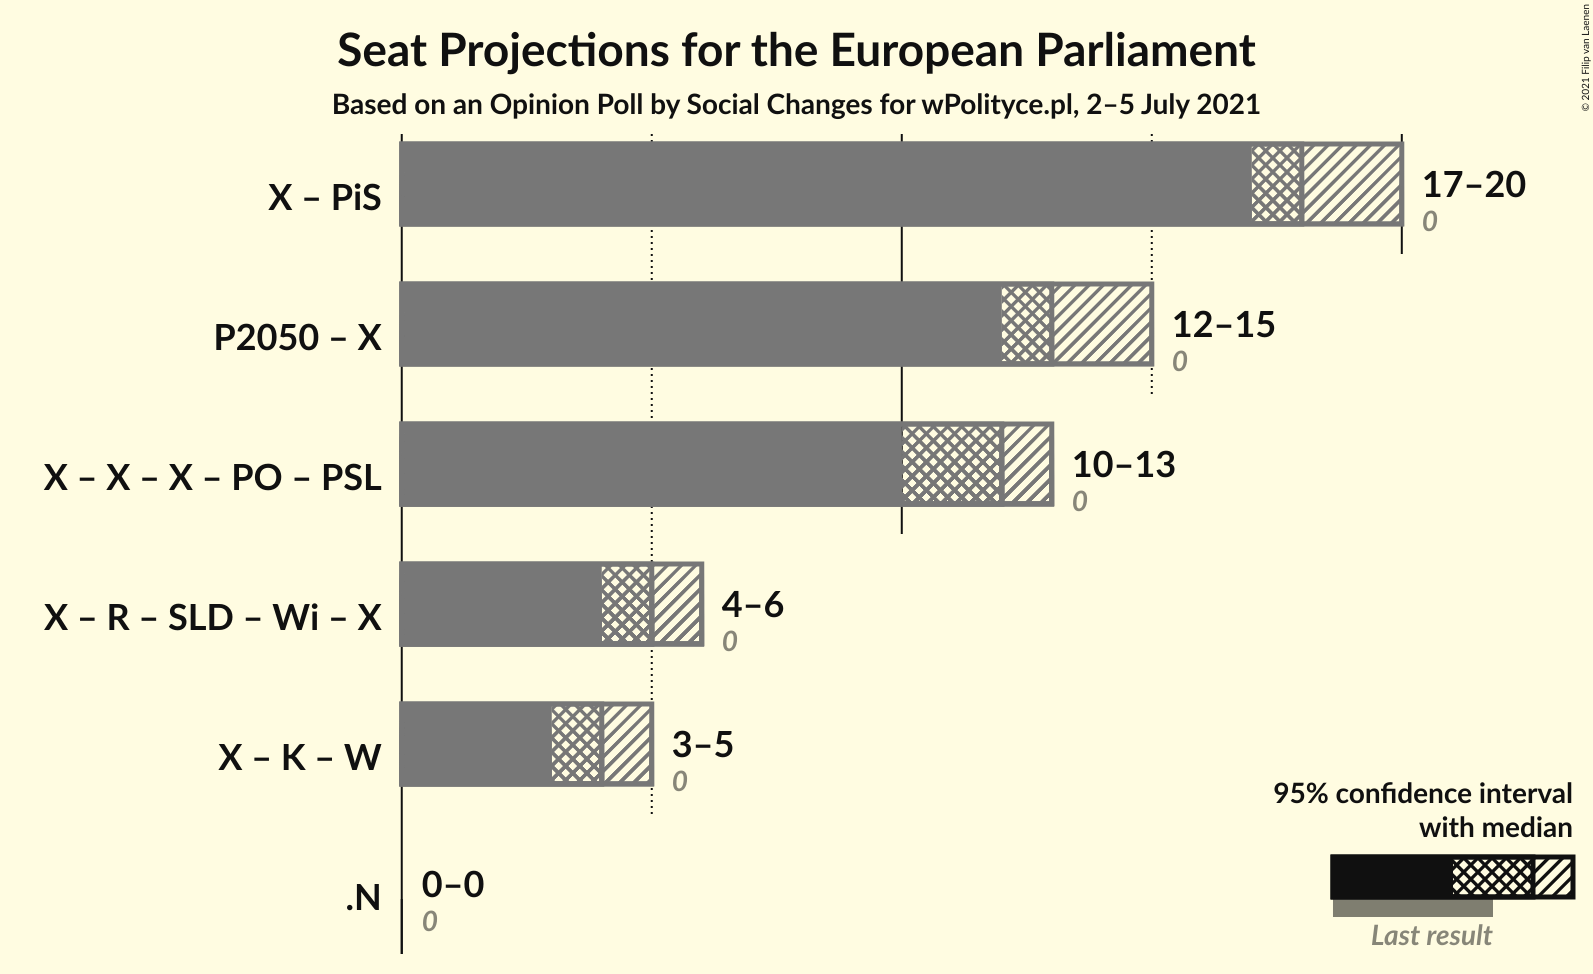 Seat Projections for the European Parliament
Based on an Opinion Poll by Social Changes for wPolityce.pl, 2–5 July 2021
© 2021 Filip van Laenen
X – PiS
17–20
0
P2050 – X
12–15
0
X – X – X – PO – PSL
10–13
0
X – R – SLD – Wi – X
4–6
0
X – K – W
3–5
0
.N
0–0
0
95% confidence interval
with median
Last result